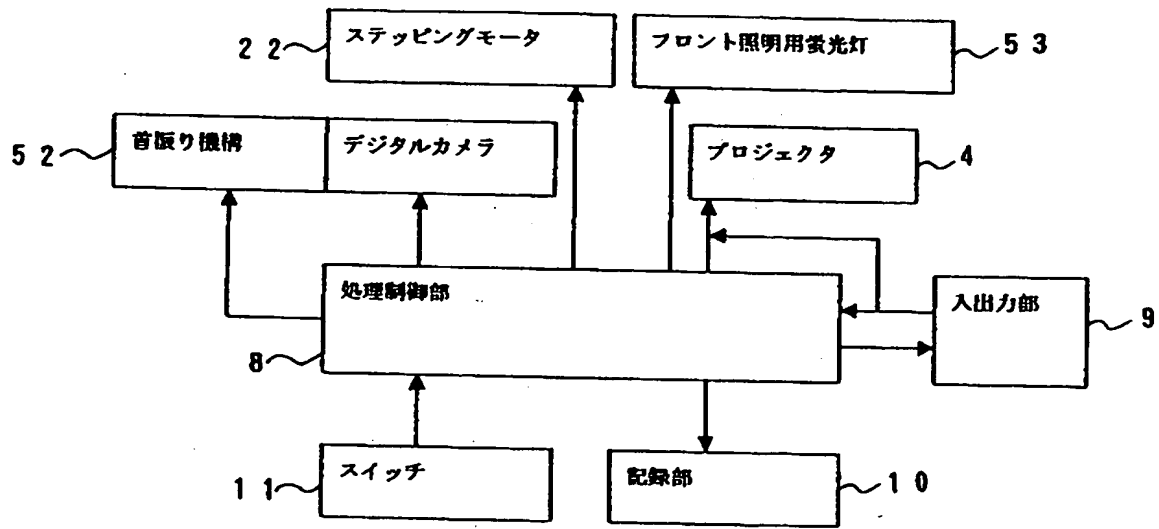 22
ステッピングモータ
フロント照明用蛍光灯
53
52
首振り機構
デジタルカメラ
プロジェクタ
4
処理制御部
8
入出力部
9
スイッチ
11
記録部
10